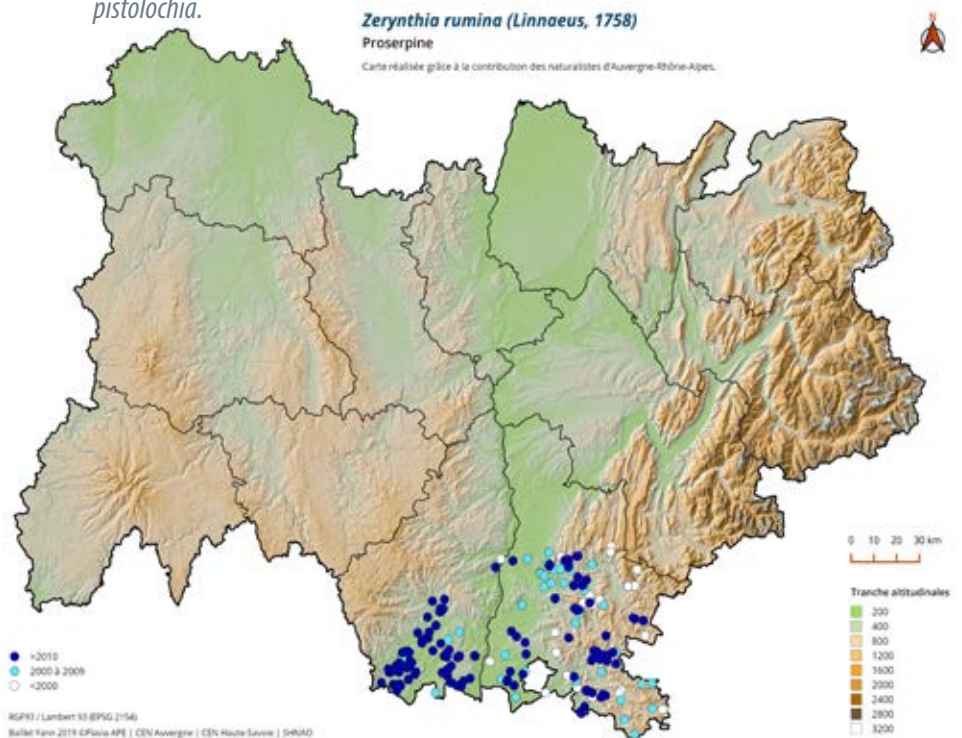 pistolochia.
Zerynthia rumina (Linnaeus, 1758)
Proserpine
Carte réalisée grâce à la contribution des naturalistes d'Auvergne-Rhône-Alpes.
N
0 10 20 30 km
Tranche altitudinales
200
400
800
1200
1600
2000
2400
2800
3200
>2010
2000 à 2009
<2000
RGF93 / Lambert 93 (EPSG 2154)
Baillet Yann 2019 ©Flavia APE | CEN Auvergne | CEN Haute-Savoie | SHNAO